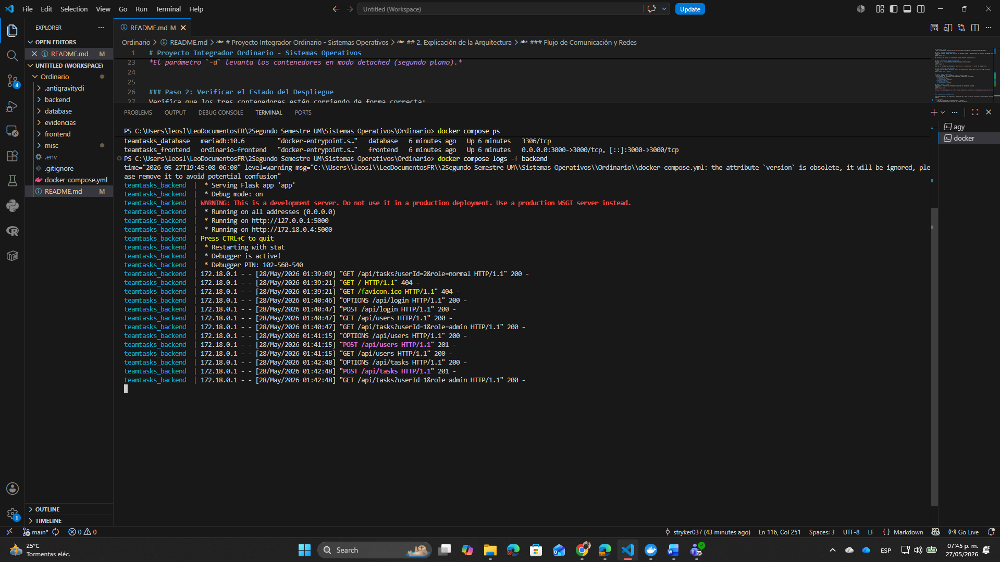 File Edit Selection View Go Run Terminal Help
Untitled (Workspace)
Update
EXPLORER
OPEN EDITORS
README.md M
UNTITLED (WORKSPACE)
Ordinario
.antigravitycli
backend
database
evidencias
frontend
misc
.env
.gitignore
docker-compose.yml
README.md M
OUTLINE
TIMELINE
4
1
README.md M
Ordinario > README.md > abc # Proyecto Integrador Ordinario - Sistemas Operativos > abc ## 2. Explicación de la Arquitectura > abc ### Flujo de Comunicación y Redes
1 # Proyecto Integrador Ordinario - Sistemas Operativos
23 *El parámetro `-d` levanta los contenedores en modo detached (segundo plano).*
24
25
26 ### Paso 2: Verificar el Estado del Despliegue
27 Verifica que los tres contenedores estén corriendo de forma correcta:
PROBLEMS OUTPUT DEBUG CONSOLE TERMINAL PORTS
agy
docker
PS C:\Users\leosl\LeoDocumentosFR\2Segundo Semestre UM\Sistemas Operativos\Ordinario> docker compose ps
teamtasks_database mariadb:10.6 "docker-entrypoint.s…" database 6 minutes ago Up 6 minutes 3306/tcp
teamtasks_frontend ordinario-frontend "docker-entrypoint.s…" frontend 6 minutes ago Up 6 minutes 0.0.0.0:3000->3000/tcp, [::]:3000->3000/tcp
PS C:\Users\leosl\LeoDocumentosFR\2Segundo Semestre UM\Sistemas Operativos\Ordinario> docker compose logs -f backend
time="2026-05-27T19:45:08-06:00" level=warning msg="C:\\Users\\leosl\\LeoDocumentosFR\\2Segundo Semestre UM\\Sistemas Operativos\\Ordinario\\docker-compose.yml: the attribute `version` is obsolete, it will be ignored, ple
ase remove it to avoid potential confusion"
teamtasks_backend | * Serving Flask app 'app'
teamtasks_backend | * Debug mode: on
teamtasks_backend | WARNING: This is a development server. Do not use it in a production deployment. Use a production WSGI server instead.
teamtasks_backend | * Running on all addresses (0.0.0.0)
teamtasks_backend | * Running on http://127.0.0.1:5000
teamtasks_backend | * Running on http://172.18.0.4:5000
teamtasks_backend | Press CTRL+C to quit
teamtasks_backend | * Restarting with stat
teamtasks_backend | * Debugger is active!
teamtasks_backend | * Debugger PIN: 102-560-540
teamtasks_backend | 172.18.0.1 - - [28/May/2026 01:39:09] "GET /api/tasks?userId=2&role=normal HTTP/1.1" 200 -
teamtasks_backend | 172.18.0.1 - - [28/May/2026 01:39:21] "GET / HTTP/1.1" 404 -
teamtasks_backend | 172.18.0.1 - - [28/May/2026 01:39:21] "GET /favicon.ico HTTP/1.1" 404 -
teamtasks_backend | 172.18.0.1 - - [28/May/2026 01:40:46] "OPTIONS /api/login HTTP/1.1" 200 -
teamtasks_backend | 172.18.0.1 - - [28/May/2026 01:40:47] "POST /api/login HTTP/1.1" 200 -
teamtasks_backend | 172.18.0.1 - - [28/May/2026 01:40:47] "GET /api/users HTTP/1.1" 200 -
teamtasks_backend | 172.18.0.1 - - [28/May/2026 01:40:47] "GET /api/tasks?userId=1&role=admin HTTP/1.1" 200 -
teamtasks_backend | 172.18.0.1 - - [28/May/2026 01:41:15] "OPTIONS /api/users HTTP/1.1" 200 -
teamtasks_backend | 172.18.0.1 - - [28/May/2026 01:41:15] "POST /api/users HTTP/1.1" 201 -
teamtasks_backend | 172.18.0.1 - - [28/May/2026 01:41:15] "GET /api/users HTTP/1.1" 200 -
teamtasks_backend | 172.18.0.1 - - [28/May/2026 01:42:48] "OPTIONS /api/tasks HTTP/1.1" 200 -
teamtasks_backend | 172.18.0.1 - - [28/May/2026 01:42:48] "POST /api/tasks HTTP/1.1" 201 -
teamtasks_backend | 172.18.0.1 - - [28/May/2026 01:42:48] "GET /api/tasks?userId=1&role=admin HTTP/1.1" 200 -
main* 0 0
stryker037 (43 minutes ago) Ln 116, Col 251 Spaces: 3 UTF-8 LF { } Markdown Go Live
25°C
Tormentas eléc.
Search
ESP
07:45 p. m.
27/05/2026